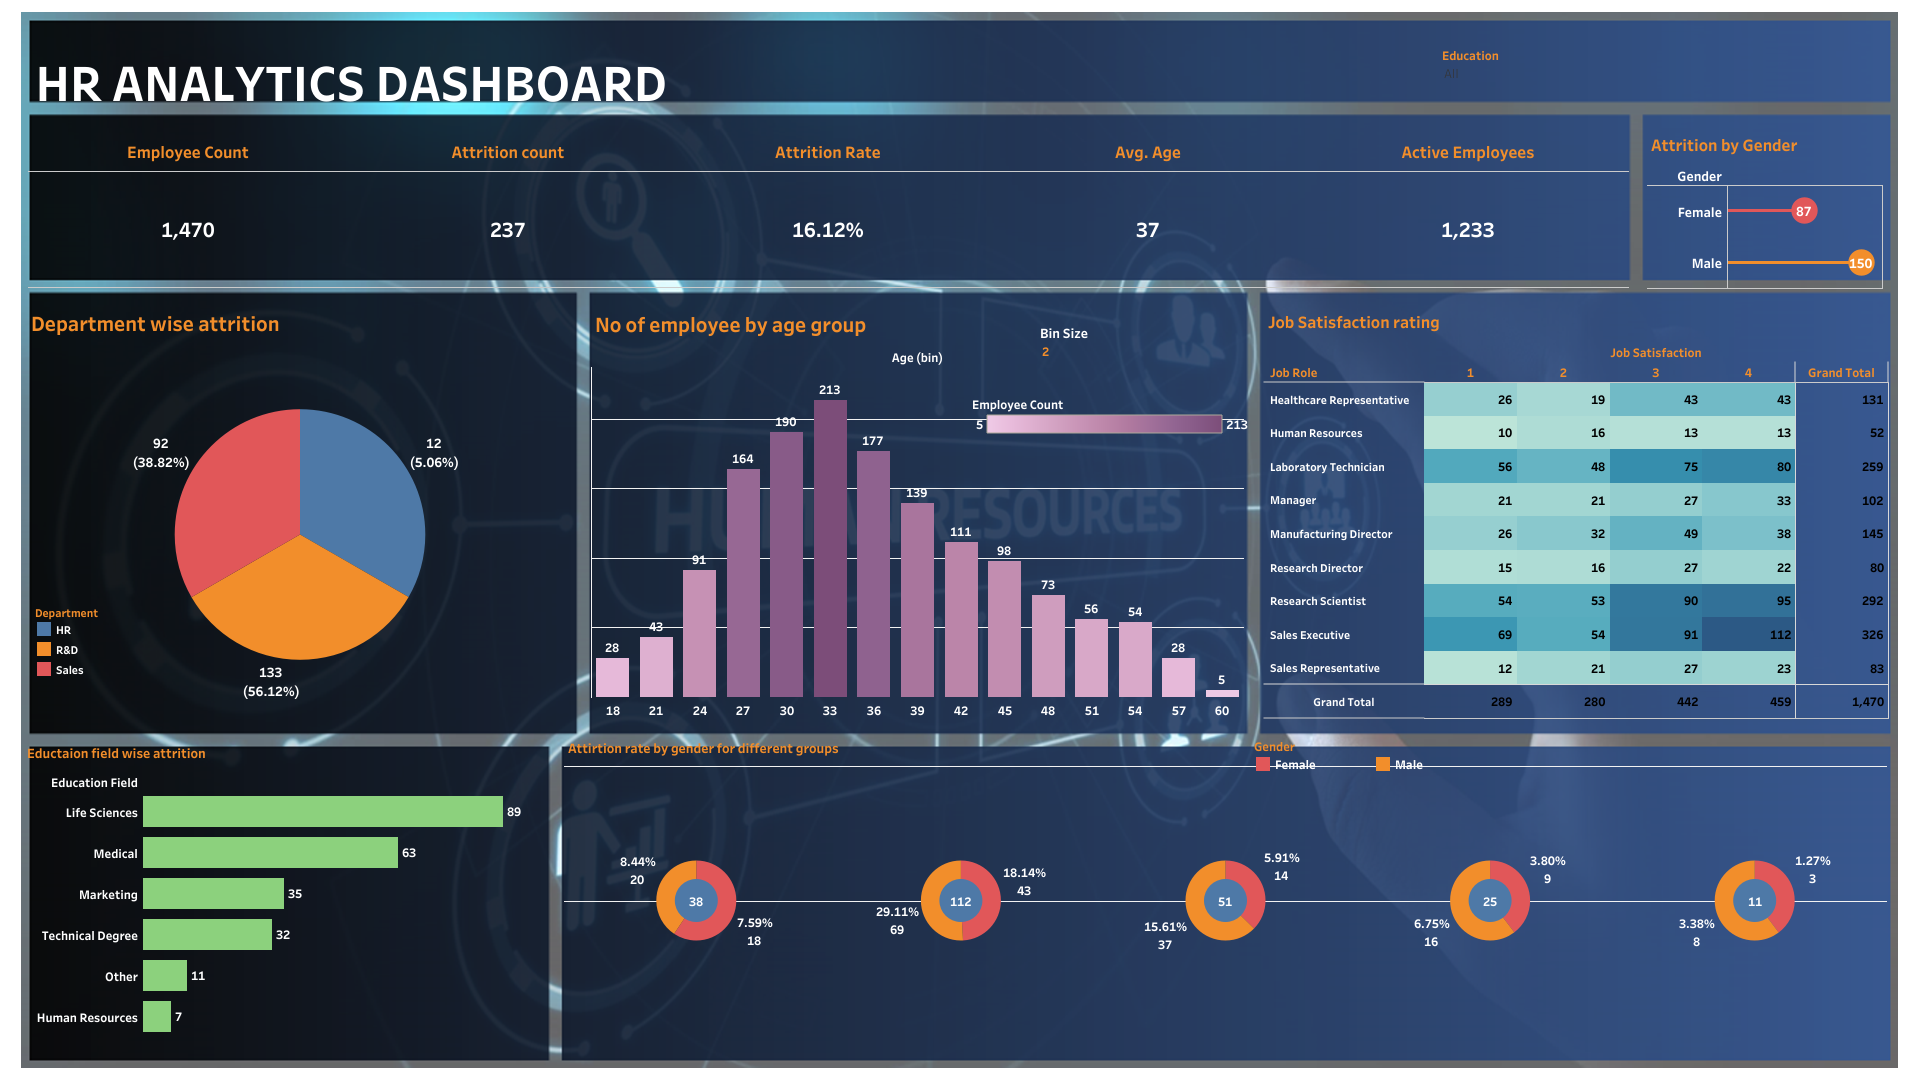 HR ANALYTICS DASHBOARD
Education
All
Employee Count
Attrition count
Attrition Rate
Avg. Age
Active Employees
1,470
237
16.12%
37
1,233
Attrition by Gender
Gender
Female
87
Male
150
Department wise attrition
92
(38.82%)
12
(5.06%)
133
(56.12%)
Department
HR
R&D
Sales
No of employee by age group
Bin Size
2
Age (bin)
Employee Count
5
213
HUMAN RESOURCES
28
43
91
164
190
213
177
139
111
98
73
56
54
28
5
18 21 24 27 30 33 36 39 42 45 48 51 54 57 60
Job Satisfaction rating
Job Satisfaction
Job Role 1 2 3 4 Grand Total
Healthcare Representative 26 19 43 43 131
Human Resources 10 16 13 13 52
Laboratory Technician 56 48 75 80 259
Manager 21 21 27 33 102
Manufacturing Director 26 32 49 38 145
Research Director 15 16 27 22 80
Research Scientist 54 53 90 95 292
Sales Executive 69 54 91 112 326
Sales Representative 12 21 27 23 83
Grand Total 289 280 442 459 1,470
Eductaion field wise attrition
Education Field
Life Sciences 89
Medical 63
Marketing 35
Technical Degree 32
Other 11
Human Resources 7
Attirtion rate by gender for different groups
Gender
Female
Male
8.44%
20
38
7.59%
18
18.14%
43
112
29.11%
69
5.91%
14
51
15.61%
37
3.80%
9
25
6.75%
16
1.27%
3
11
3.38%
8